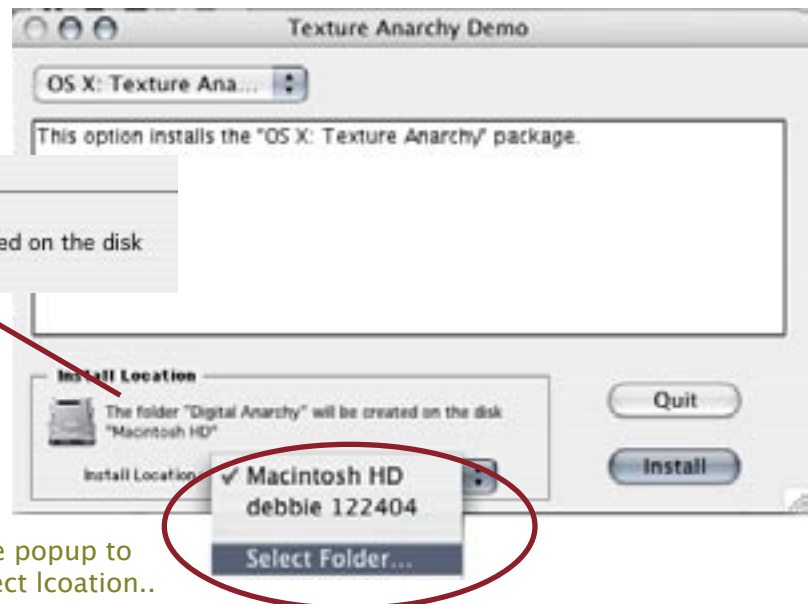 Texture Anarchy Demo
OS X: Texture Ana...
This option installs the "OS X: Texture Anarchy" package.
ed on the disk
Install Location
The folder "Digital Anarchy" will be created on the disk
"Macintosh HD"
Install Location:
✓ Macintosh HD
debbie 122404
Select Folder...
Quit
Install
e popup to
ect lcoation..